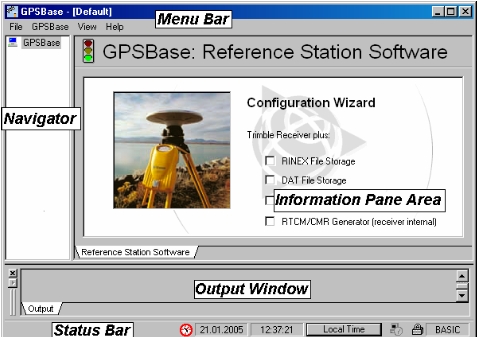 GPSBase - [Default]
Menu Bar
File GPSBase View Help
GPSBase
GPSBase: Reference Station Software
Navigator
Configuration Wizard
Trimble Receiver plus:
RINEX File Storage
DAT File Storage
Information Pane Area
RTCM/CMR Generator (receiver internal)
Reference Station Software
Output Window
Output
Status Bar
21.01.2005 12:37:21 Local Time BASIC